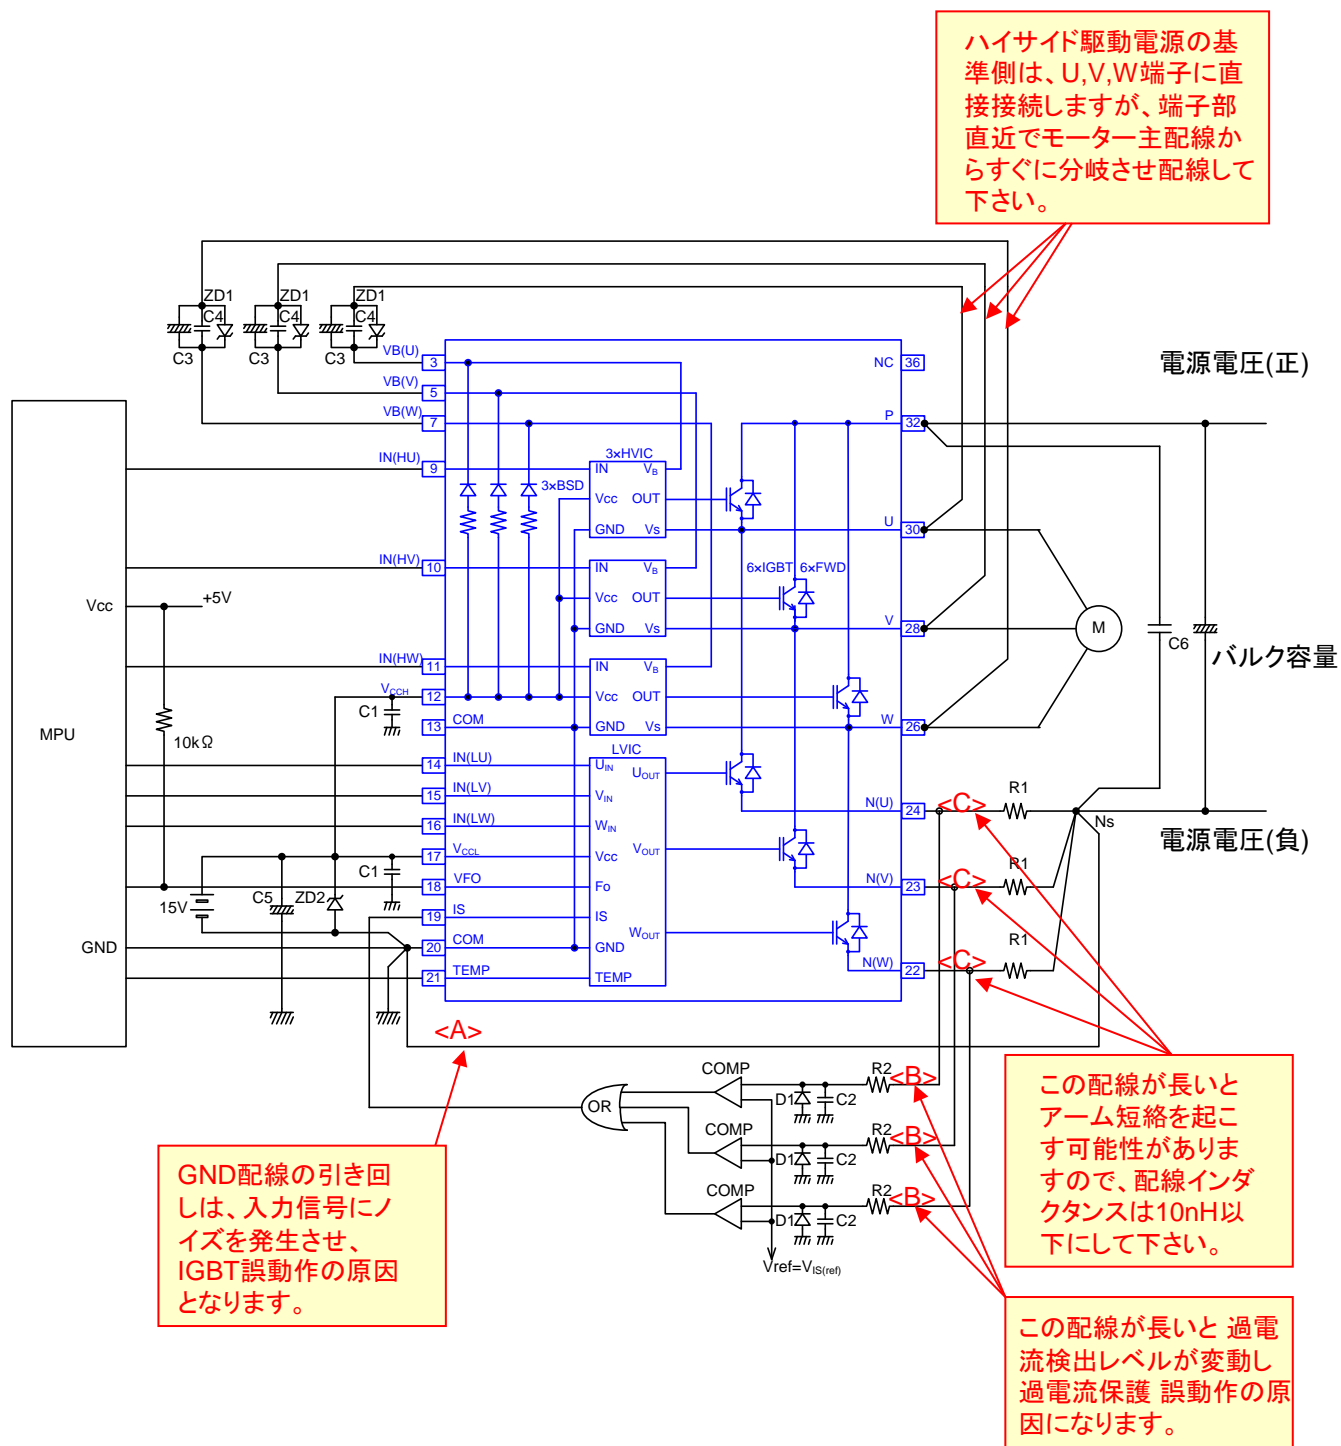 ハイサイド駆動電源の基
準側は、U,V,W端子に直
接接続しますが、端子部
直近でモーター主配線か
らすぐに分岐させ配線して
下さい。
ZD1
ZD1
ZD1
C4
C4
C4
C3
C3
C3
VB(U)
3
NC
36
電源電圧(正)
VB(V)
5
VB(W)
7
P
32
3×HVIC
IN(HU)
9
IN
VB
3×BSD
Vcc
OUT
GND
Vs
U
30
IN(HV)
10
IN
VB
6×IGBT
6×FWD
Vcc
+5V
Vcc
OUT
GND
Vs
V
28
M
C6
バルク容量
IN(HW)
11
IN
VB
VCCH
12
Vcc
OUT
C1
MPU
10kΩ
COM
13
GND
Vs
W
26
LVIC
IN(LU)
14
UIN
UOUT
IN(LV)
15
VIN
R1
N(U)
24
<C>
IN(LW)
16
WIN
Ns
電源電圧(負)
VCCL
17
Vcc
VOUT
C1
R1
VFO
18
Fo
N(V)
23
<C>
15V
C5
ZD2
IS
19
IS
WOUT
R1
GND
COM
20
GND
N(W)
22
<C>
TEMP
21
TEMP
<A>
COMP
R2
<B>
OR
D1
C2
COMP
R2
<B>
D1
C2
COMP
R2
<B>
D1
C2
Vref=VIS(ref)
この配線が長いと
アーム短絡を起こ
す可能性がありま
すので、配線インダ
クタンスは10nH以
下にして下さい。
GND配線の引き回
しは、入力信号にノ
イズを発生させ、
IGBT誤動作の原因
となります。
この配線が長いと 過電
流検出レベルが変動し
過電流保護 誤動作の原
因になります。